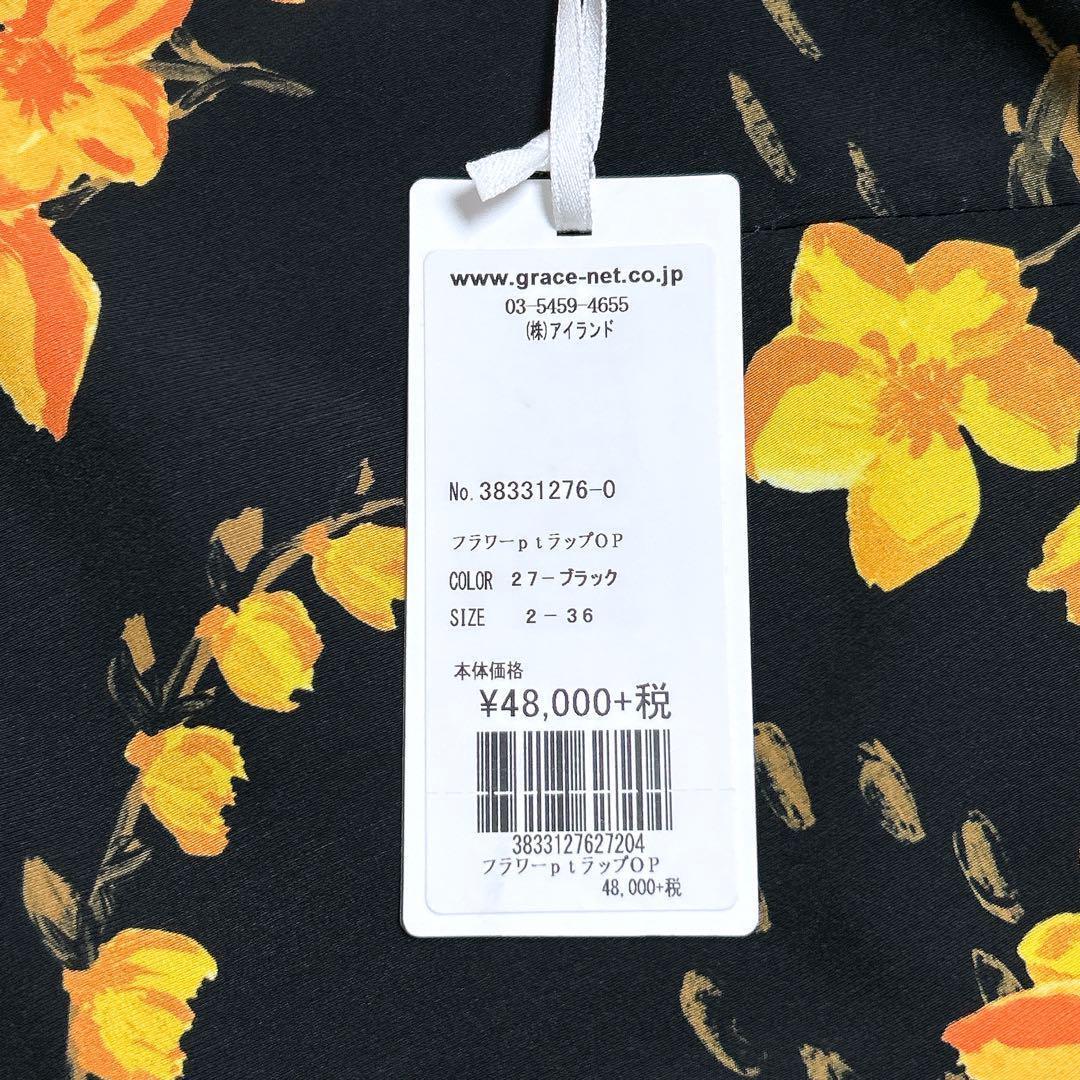 www.grace-net.co.jp
03-5459-4655
(株)アイランド
No.38331276-0
フラワーptラップOP
COLOR 27-ブラック
SIZE 2-36
本体価格
¥48,000+税
3833127627204
フラワーptラップOP
48,000+税